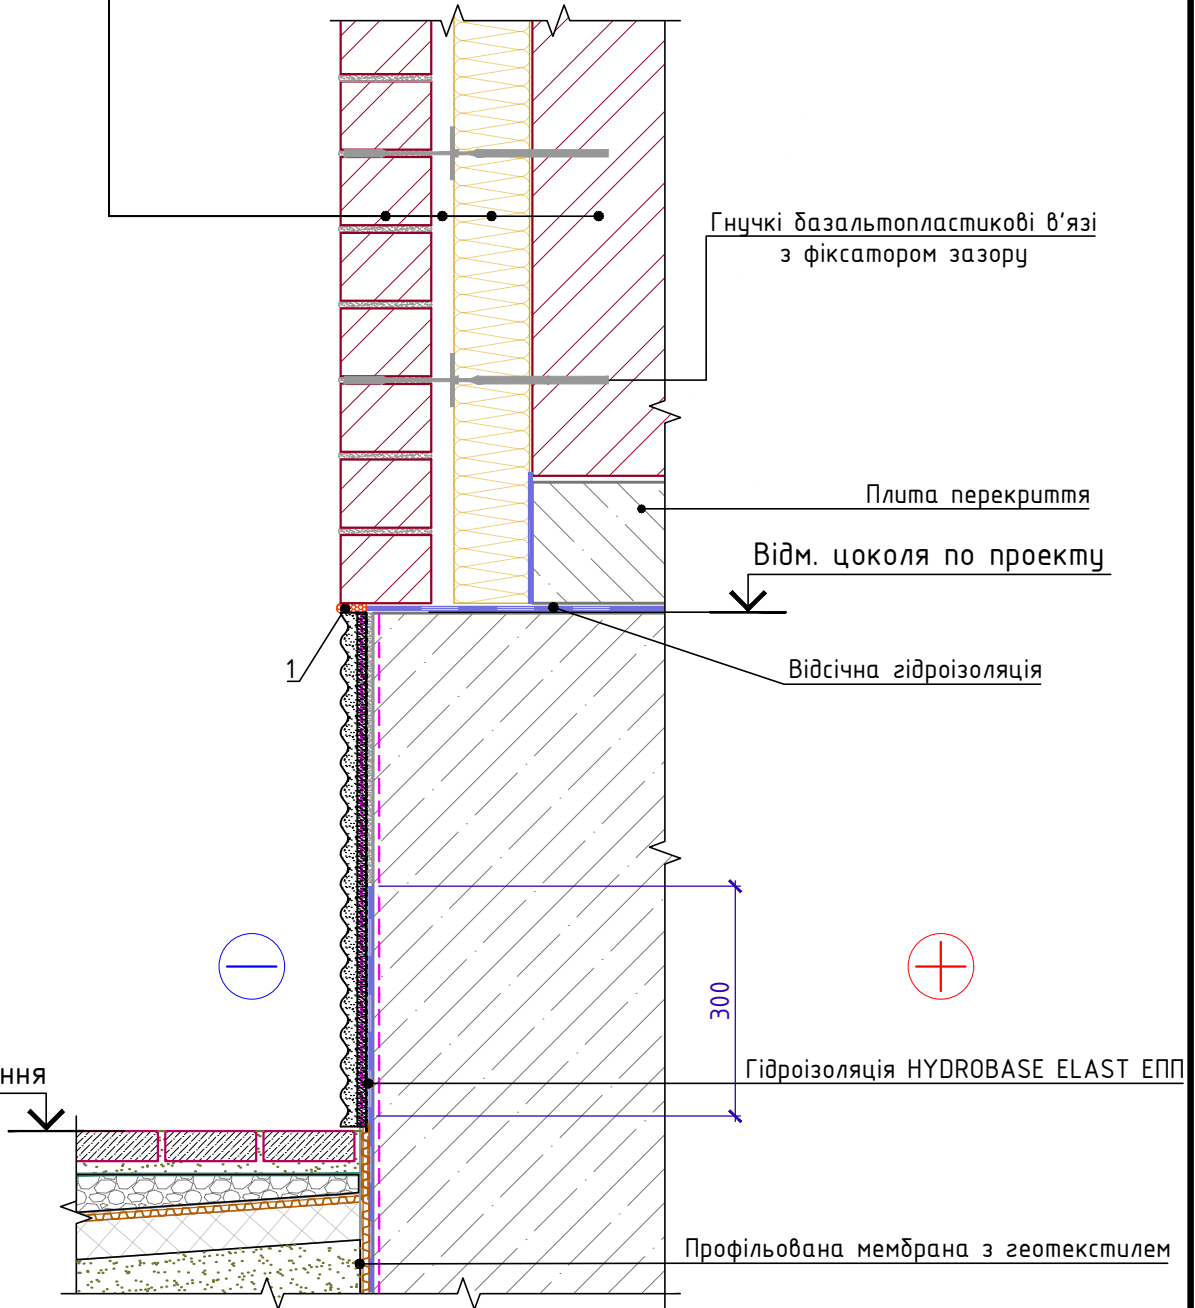 Гнучкі базальтопластикові в'язі
з фіксатором зазору
Плита перекриття
Відм. цоколя по проекту
1
Відсічна гідроізоляція
300
ння
Гідроізоляція HYDROBASE ELAST ЕПП
Профільована мембрана з геотекстилем